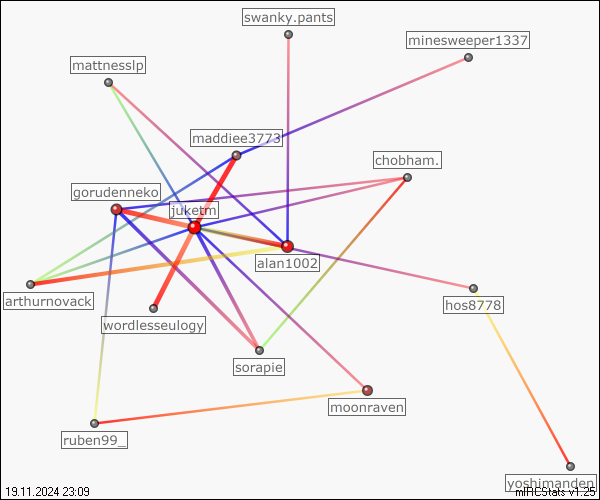 swanky.pants
minesweeper1337
mattnesslp
maddiee3773
chobham.
gorudenneko
juketm
alan1002
arthurnovack
hos8778
wordlesseulogy
sorapie
moonraven
ruben99_
yoshimanden
19.11.2024 23:09
mIRCStats v1.25